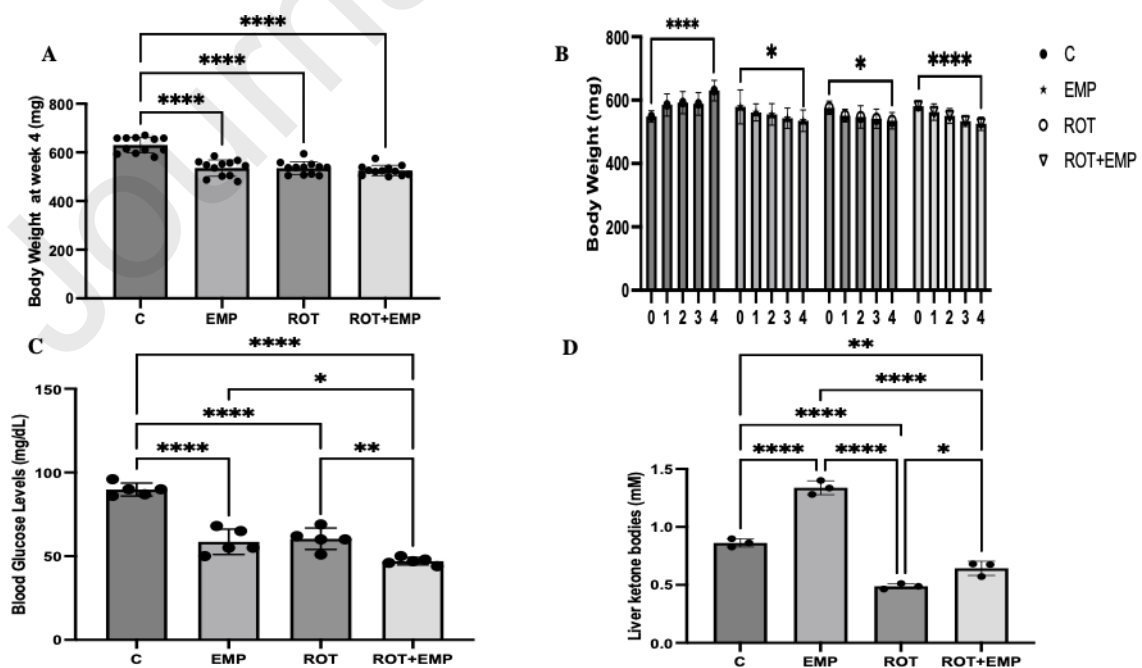 Journ
A
****
****
****
Body Weight at week 4 (mg)
800
600
400
200
0
C EMP ROT ROT+EMP
B
**** * * ****
Body Weight (mg)
800
600
400
200
0
0 1 2 3 4 0 1 2 3 4 0 1 2 3 4 0 1 2 3 4
C
EMP
ROT
ROT+EMP
C
****
*
****
**** **
Blood Glucose Levels (mg/dL)
150
100
50
0
C EMP ROT ROT+EMP
D
**
****
****
**** **** *
Liver ketone bodies (mM)
1.5
1.0
0.5
0.0
C EMP ROT ROT+EMP